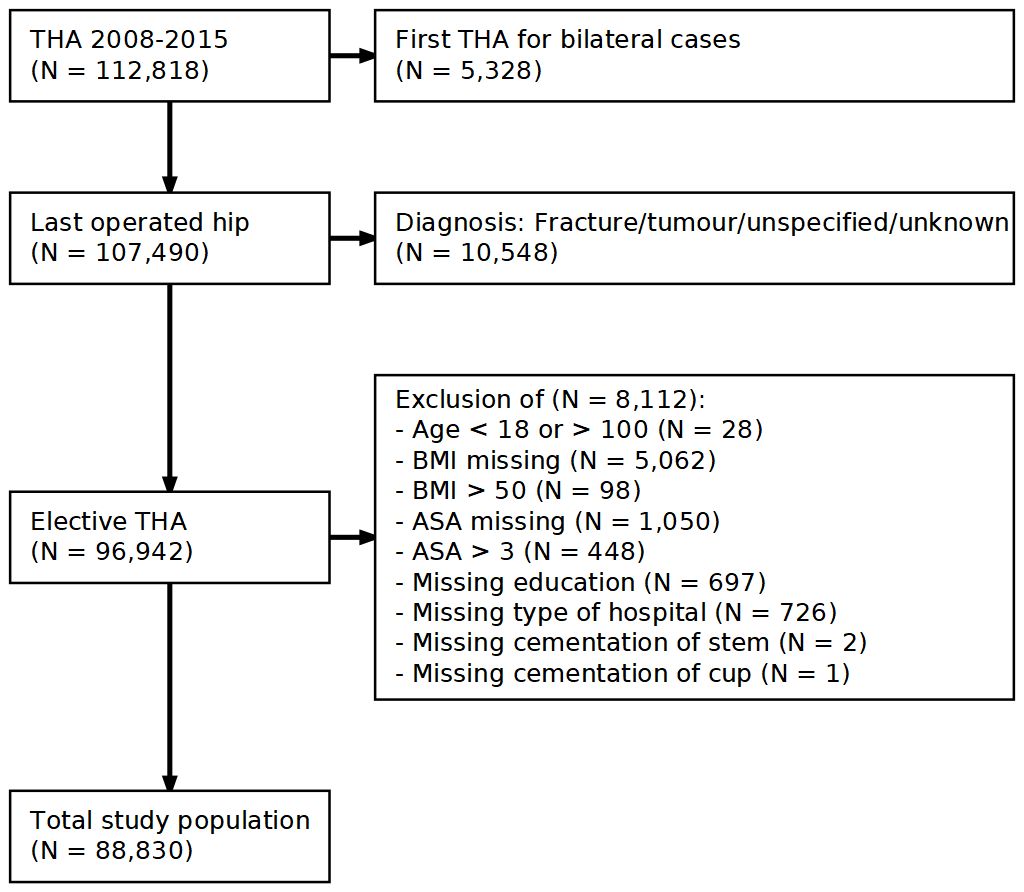 THA 2008-2015
(N = 112,818)
First THA for bilateral cases
(N = 5,328)
Last operated hip
(N = 107,490)
Diagnosis: Fracture/tumour/unspecified/unknown
(N = 10,548)
Exclusion of (N = 8,112):
- Age < 18 or > 100 (N = 28)
- BMI missing (N = 5,062)
- BMI > 50 (N = 98)
- ASA missing (N = 1,050)
- ASA > 3 (N = 448)
- Missing education (N = 697)
- Missing type of hospital (N = 726)
- Missing cementation of stem (N = 2)
- Missing cementation of cup (N = 1)
Elective THA
(N = 96,942)
Total study population
(N = 88,830)